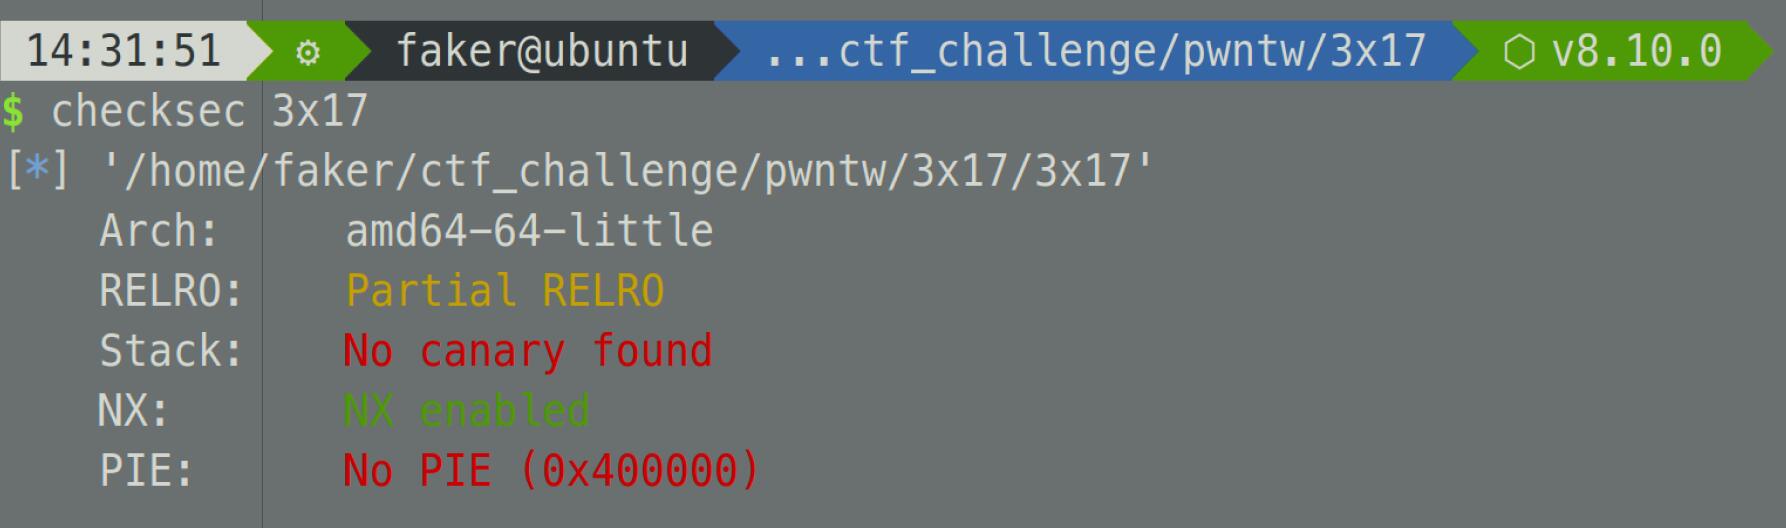 14:31:51 ⚙ faker@ubuntu ...ctf_challenge/pwntw/3x17 ⬡ v8.10.0
$ checksec 3x17
[*] '/home/faker/ctf_challenge/pwntw/3x17/3x17'
Arch: amd64-64-little
RELRO: Partial RELRO
Stack: No canary found
NX: NX enabled
PIE: No PIE (0x400000)